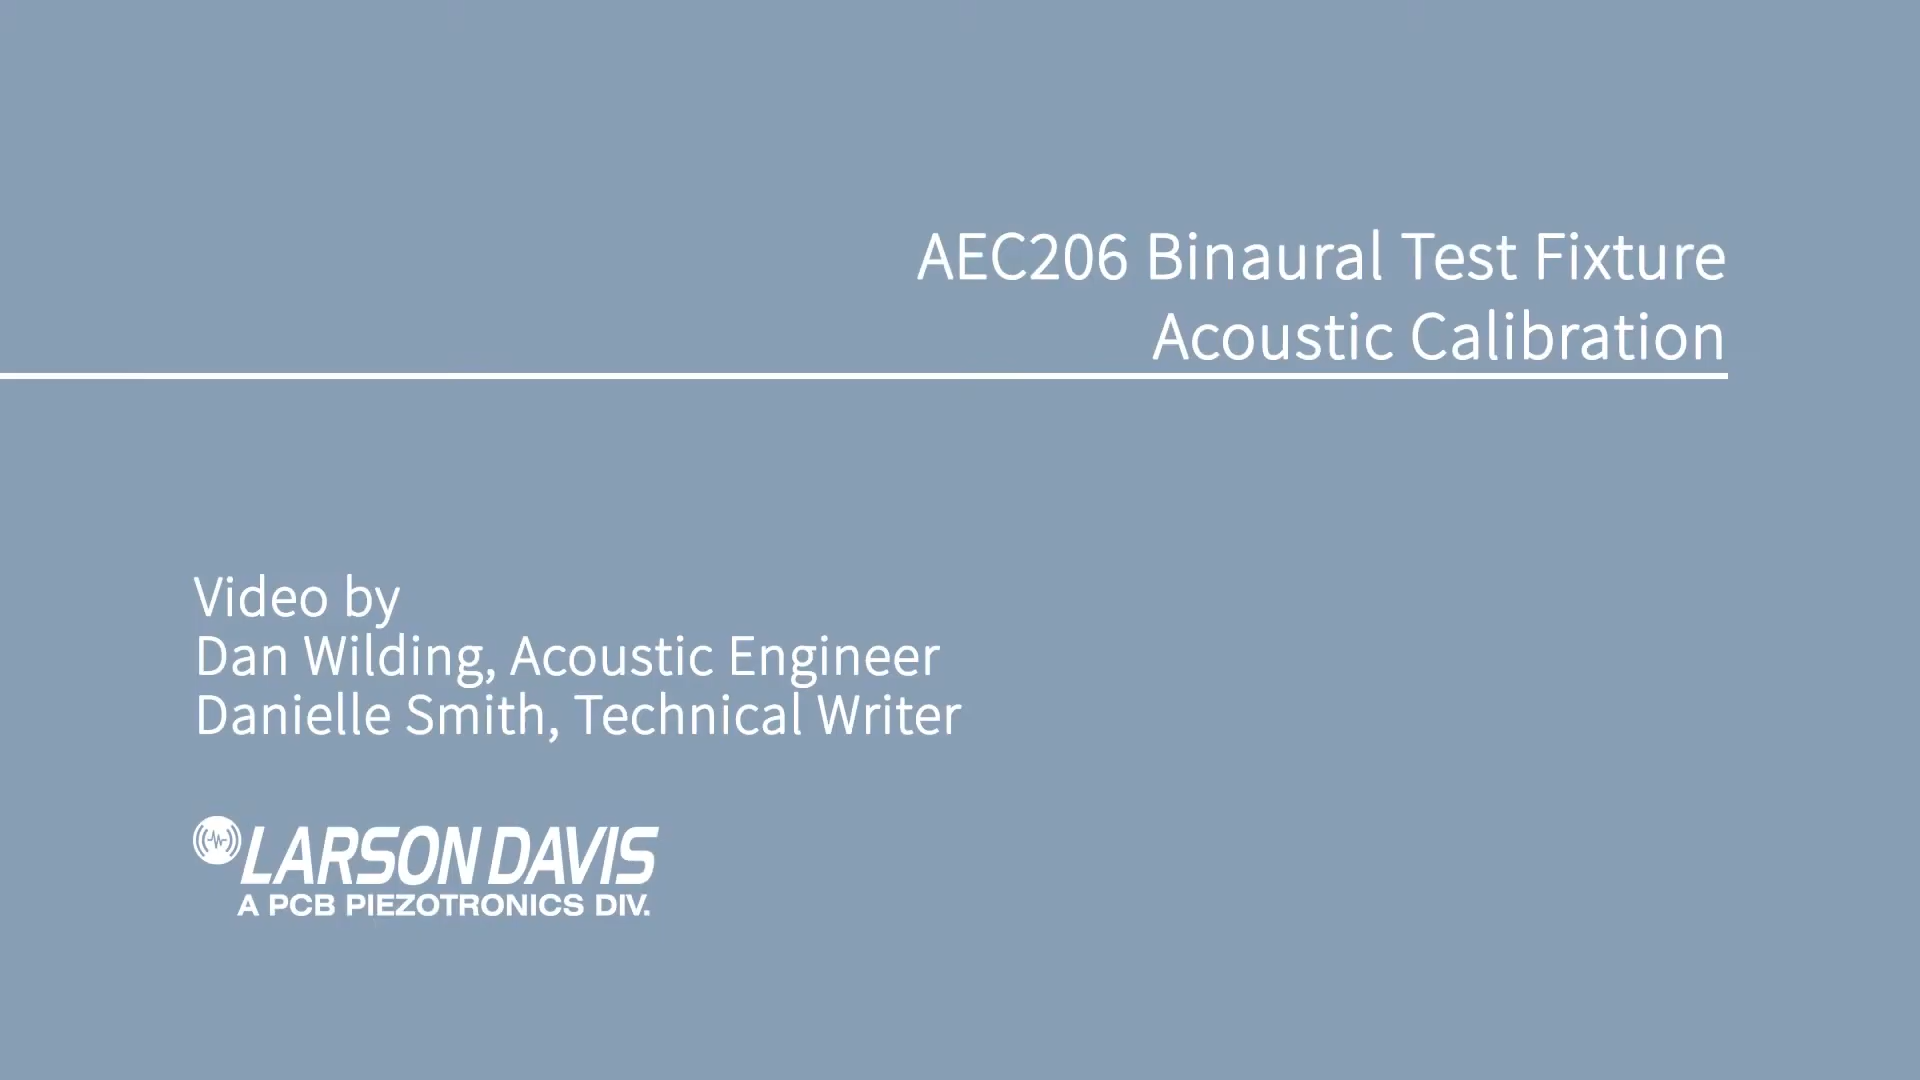 AEC206 Binaural Test Fixture
Acoustic Calibration
Video by
Dan Wilding, Acoustic Engineer
Danielle Smith, Technical Writer
LARSON DAVIS
A PCB PIEZOTRONICS DIV.